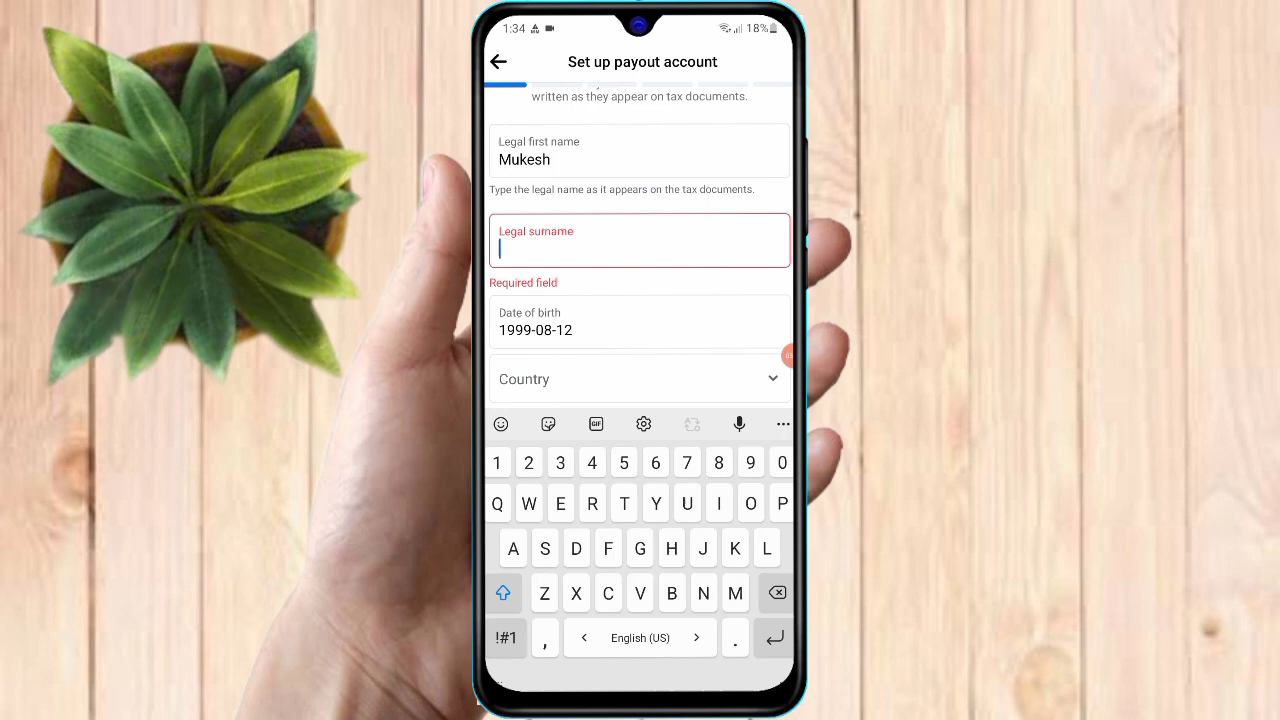 1:34 18%
Set up payout account
written as they appear on tax documents.
Legal first name
Mukesh
Type the legal name as it appears on the tax documents.
Legal surname
Required field
Date of birth
1999-08-12
Country
GIF
1 2 3 4 5 6 7 8 9 0
Q W E R T Y U I O P
A S D F G H J K L
Z X C V B N M
!#1 , < English (US) > .